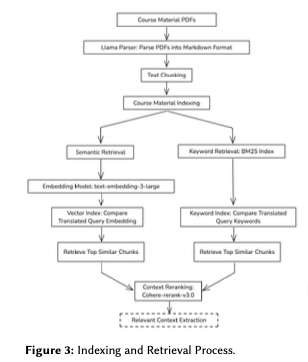 Course Material PDFs
Llama Parser: Parse PDFs into Markdown Format
Text Chunking
Course Material Indexing
Semantic Retrieval
Keyword Retrieval: BM25 Index
Embedding Model: text-embedding-3-large
Vector Index: Compare
Translated Query Embedding
Keyword Index: Compare Translated
Query Keywords
Retrieve Top Similar Chunks
Retrieve Top Similar Chunks
Context Reranking:
Cohere-rerank-v3.0
Relevant Context Extraction
Figure 3: Indexing and Retrieval Process.